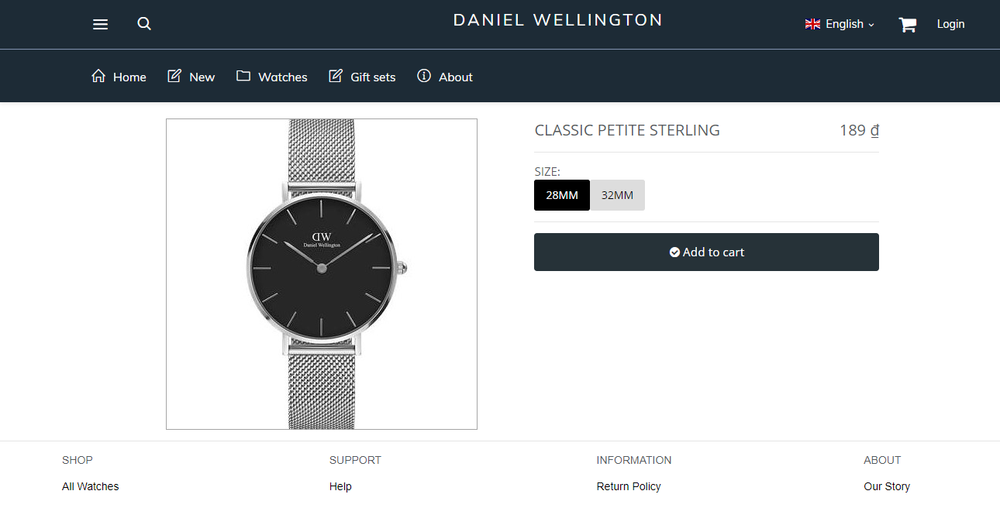 DANIEL WELLINGTON
English
Login
Home
New
Watches
Gift sets
About
DW
Daniel Wellington
CLASSIC PETITE STERLING
189 ₫
SIZE:
28MM
32MM
Add to cart
SHOP
SUPPORT
INFORMATION
ABOUT
All Watches
Help
Return Policy
Our Story